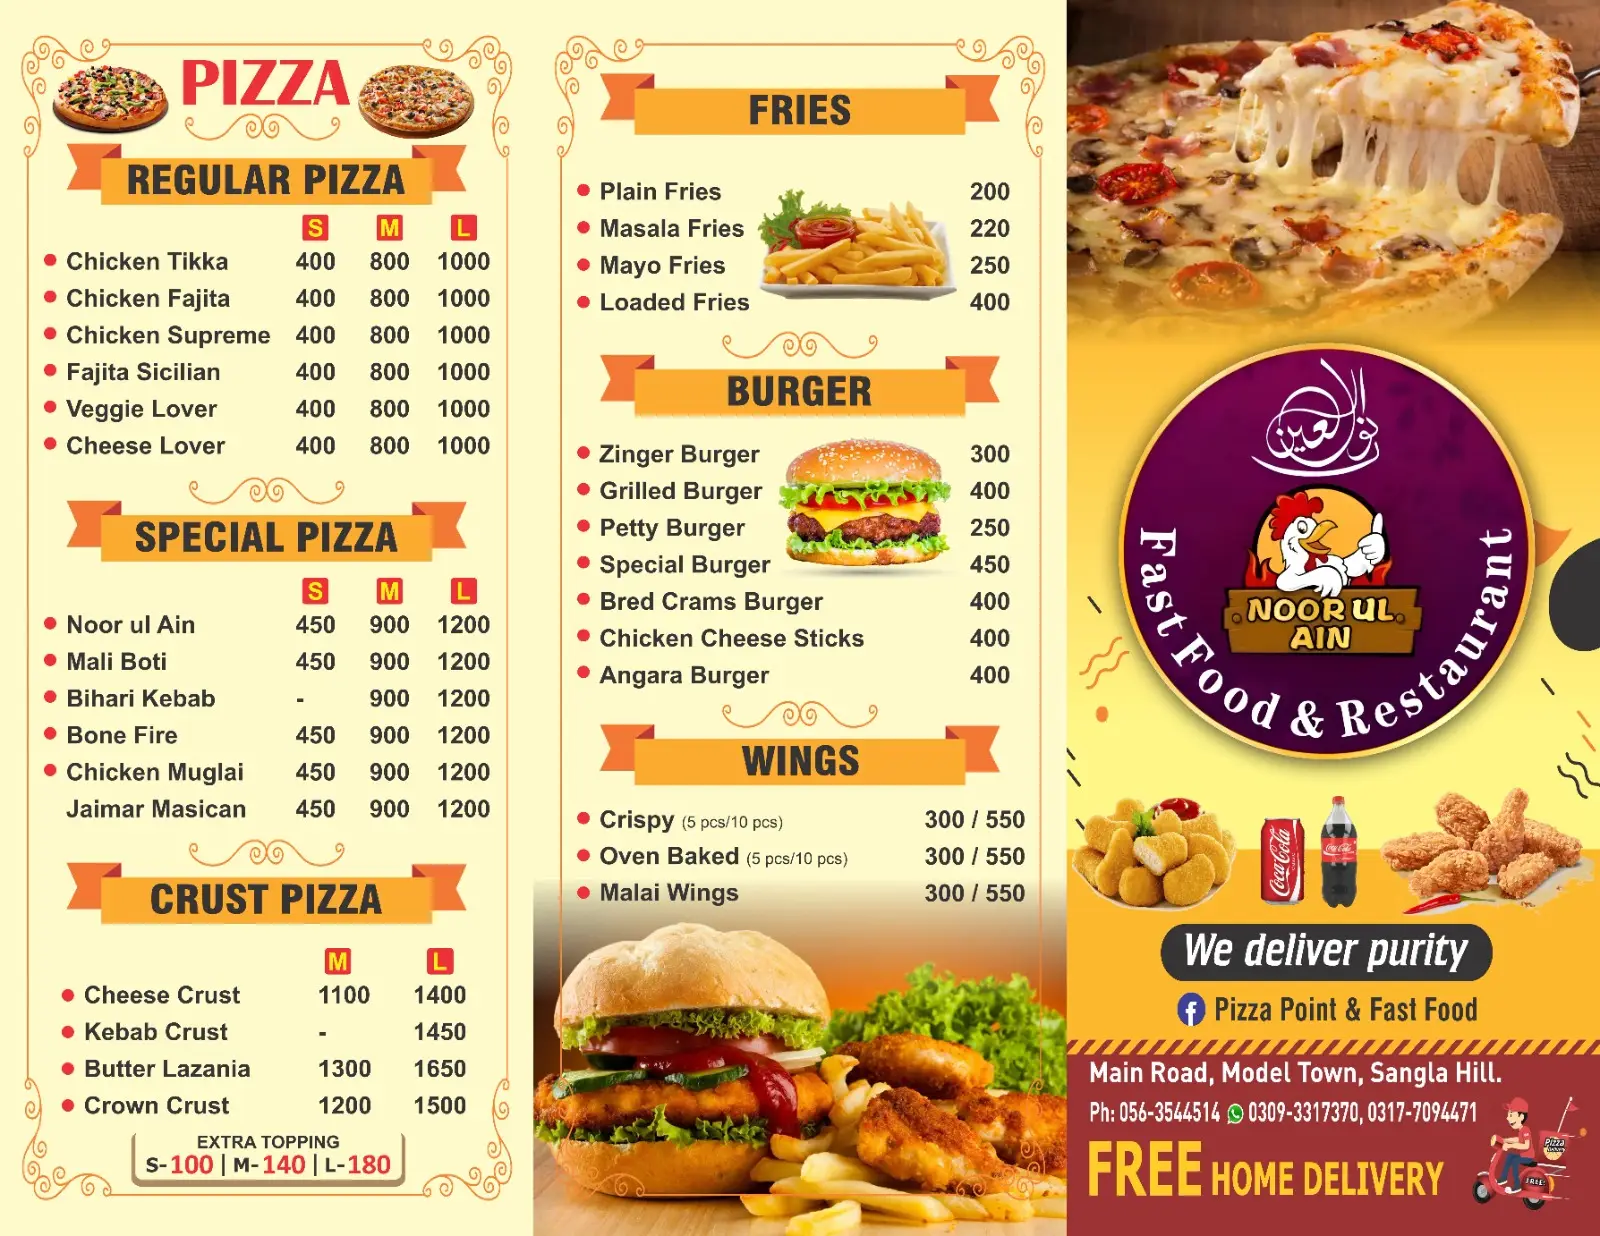 PIZZA
REGULAR PIZZA
S M L
Chicken Tikka 400 800 1000
Chicken Fajita 400 800 1000
Chicken Supreme 400 800 1000
Fajita Sicilian 400 800 1000
Veggie Lover 400 800 1000
Cheese Lover 400 800 1000
SPECIAL PIZZA
S M L
Noor ul Ain 450 900 1200
Mali Boti 450 900 1200
Bihari Kebab - 900 1200
Bone Fire 450 900 1200
Chicken Muglai 450 900 1200
Jaimar Masican 450 900 1200
CRUST PIZZA
M L
Cheese Crust 1100 1400
Kebab Crust - 1450
Butter Lazania 1300 1650
Crown Crust 1200 1500
EXTRA TOPPING
S-100 | M-140 | L-180
FRIES
Plain Fries 200
Masala Fries 220
Mayo Fries 250
Loaded Fries 400
BURGER
Zinger Burger 300
Grilled Burger 400
Petty Burger 250
Special Burger 450
Bred Crams Burger 400
Chicken Cheese Sticks 400
Angara Burger 400
WINGS
Crispy (5 pcs/10 pcs) 300 / 550
Oven Baked (5 pcs/10 pcs) 300 / 550
Malai Wings 300 / 550
نور العین
NOOR UL
AIN
Fast Food & Restaurant
Coca-Cola
Coca-Cola
We deliver purity
Pizza Point & Fast Food
Main Road, Model Town, Sangla Hill.
Ph: 056-3544514 0309-3317370, 0317-7094471
FREE HOME DELIVERY
Pizza
FREE